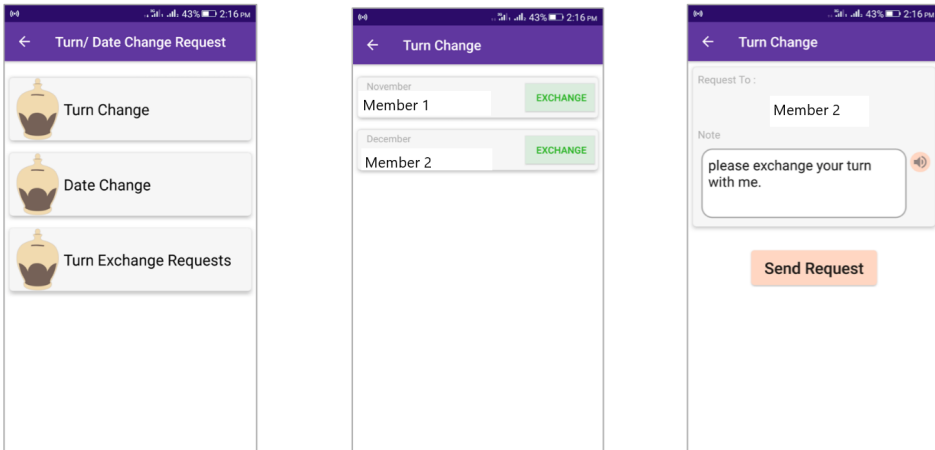 43% 2:16 PM
Turn/ Date Change Request
Turn Change
Date Change
Turn Exchange Requests
43% 2:16 PM
Turn Change
November
Member 1
EXCHANGE
December
Member 2
EXCHANGE
43% 2:16 PM
Turn Change
Request To :
Member 2
Note
please exchange your turn
with me.
Send Request